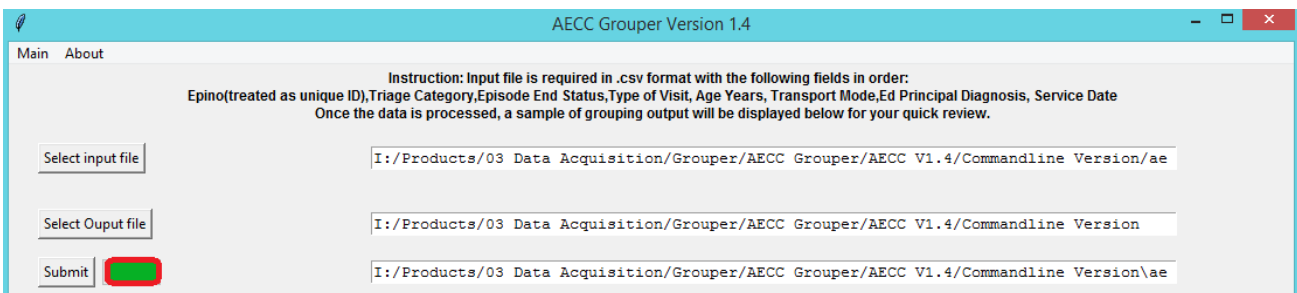 AECC Grouper Version 1.4
Main About
Instruction: Input file is required in .csv format with the following fields in order:
Epino(treated as unique ID),Triage Category,Episode End Status,Type of Visit, Age Years, Transport Mode,Ed Principal Diagnosis, Service Date
Once the data is processed, a sample of grouping output will be displayed below for your quick review.
Select input file I:/Products/03 Data Acquisition/Grouper/AECC Grouper/AECC V1.4/Commandline Version/ae
Select Ouput file I:/Products/03 Data Acquisition/Grouper/AECC Grouper/AECC V1.4/Commandline Version
Submit I:/Products/03 Data Acquisition/Grouper/AECC Grouper/AECC V1.4/Commandline Version\ae